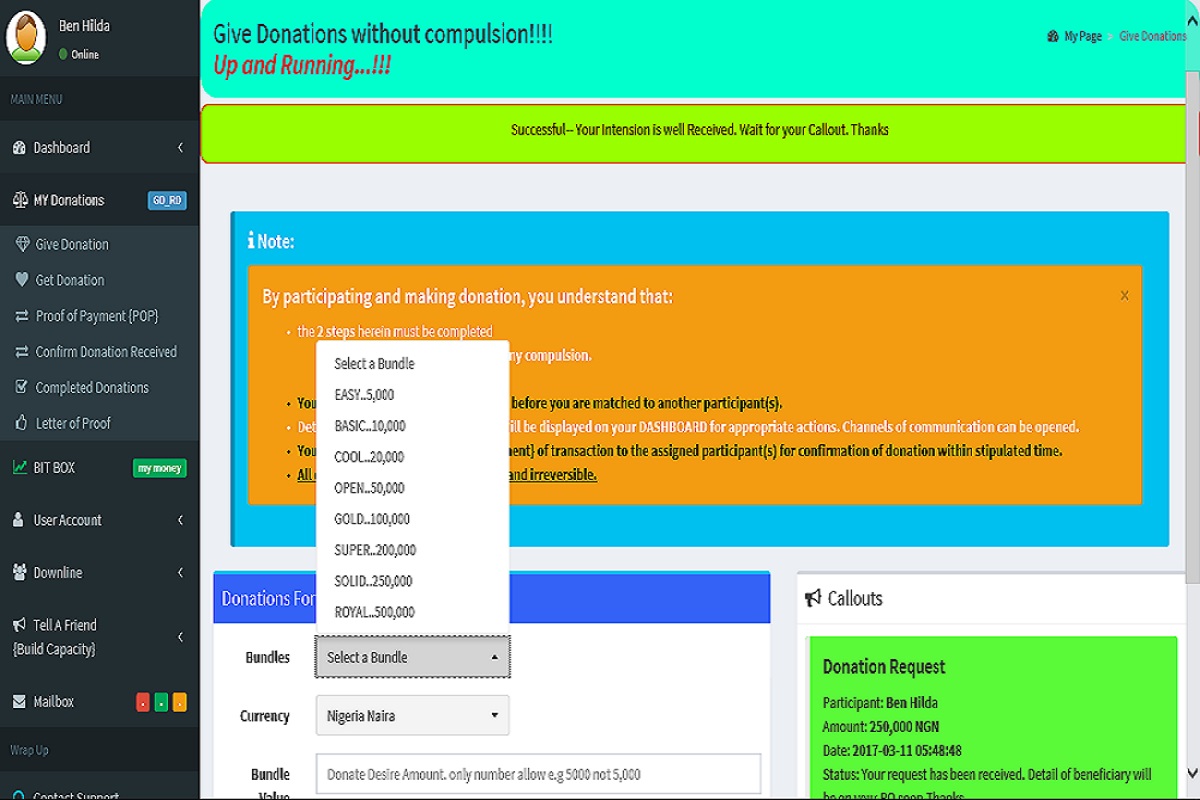 Ben Hilda
Online
MAIN MENU
Dashboard
MY Donations GD_RD
Give Donation
Get Donation
Proof of Payment {POP}
Confirm Donation Received
Completed Donations
Letter of Proof
BIT BOX my money
User Account
Downline
Tell A Friend
{Build Capacity}
Mailbox
Wrap Up
Contact Support
Give Donations without compulsion!!!!
Up and Running...!!!
My Page > Give Donations
Successful-- Your Intension is well Received. Wait for your Callout. Thanks
Note:
By participating and making donation, you understand that:
x
• the 2 steps herein must be completed
ny compulsion.
• You before you are matched to another participant(s).
• Det ill be displayed on your DASHBOARD for appropriate actions. Channels of communication can be opened.
• You ment} of transaction to the assigned participant(s) for confirmation of donation within stipulated time.
• All and irreversible.
Select a Bundle
EASY..5,000
BASIC..10,000
COOL..20,000
OPEN..50,000
GOLD..100,000
SUPER..200,000
SOLID..250,000
ROYAL..500,000
Donations For
Bundles Select a Bundle
Currency Nigeria Naira
Bundle Donate Desire Amount. only number allow e.g 5000 not 5,000
Value
Callouts
Donation Request
Participant: Ben Hilda
Amount: 250,000 NGN
Date: 2017-03-11 05:48:48
Status: Your request has been received. Detail of beneficiary will
be on your PO soon Thanks